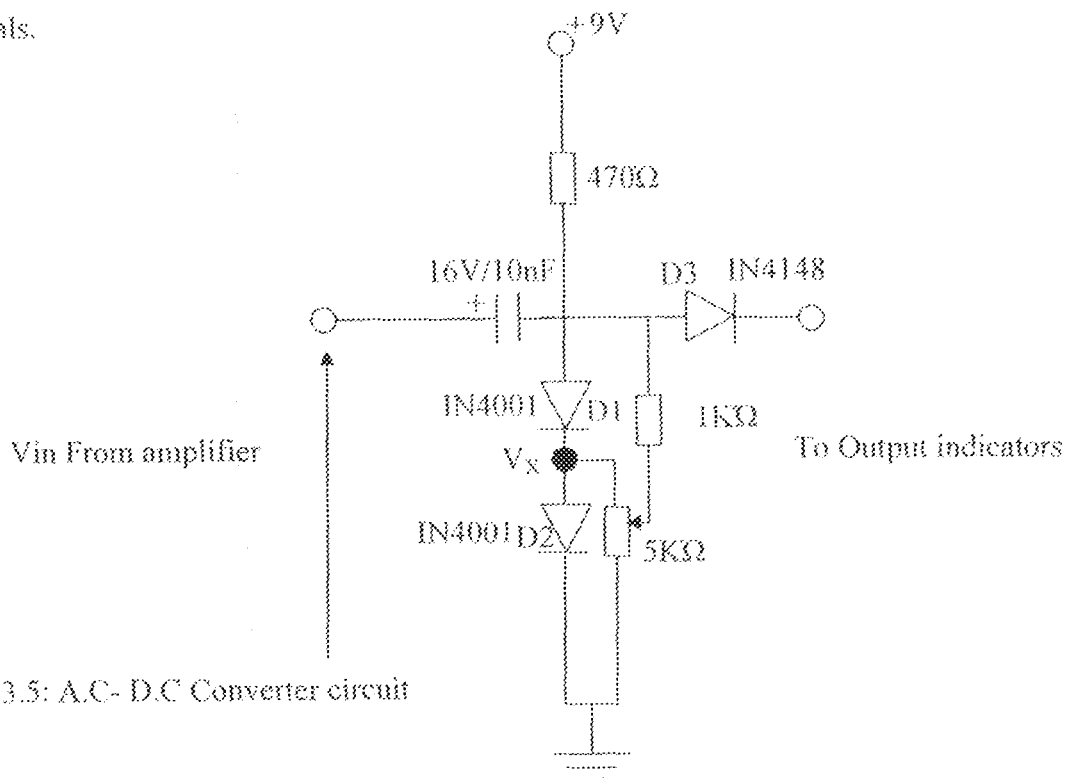 als.
+9V
470Ω
16V/10nF
+
D3 IN4148
IN4001 D1
1KΩ
Vin From amplifier
VX
To Output indicators
IN4001 D2
5KΩ
3.5: A.C- D.C Converter circuit